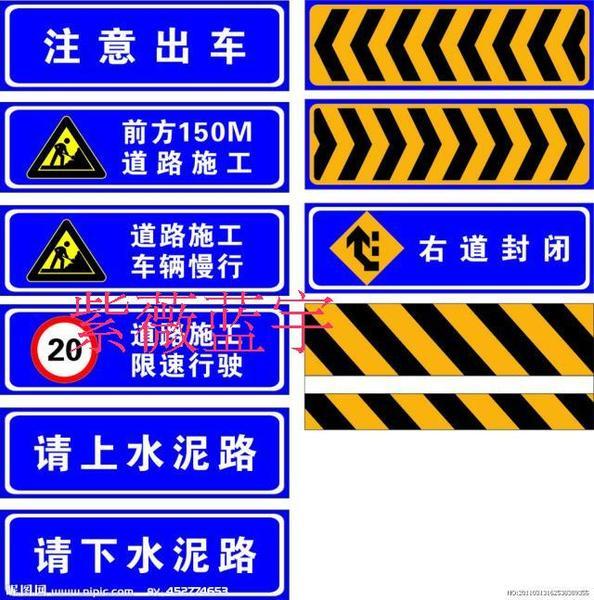 注意出车
前方150M
道路施工
道路施工
车辆慢行
紫薇蓝宇
20
道路施工
限速行驶
请上水泥路
请下水泥路
右道封闭
昵图网
www.nipic.com
BY: 452774653
NO:20110313162538389355